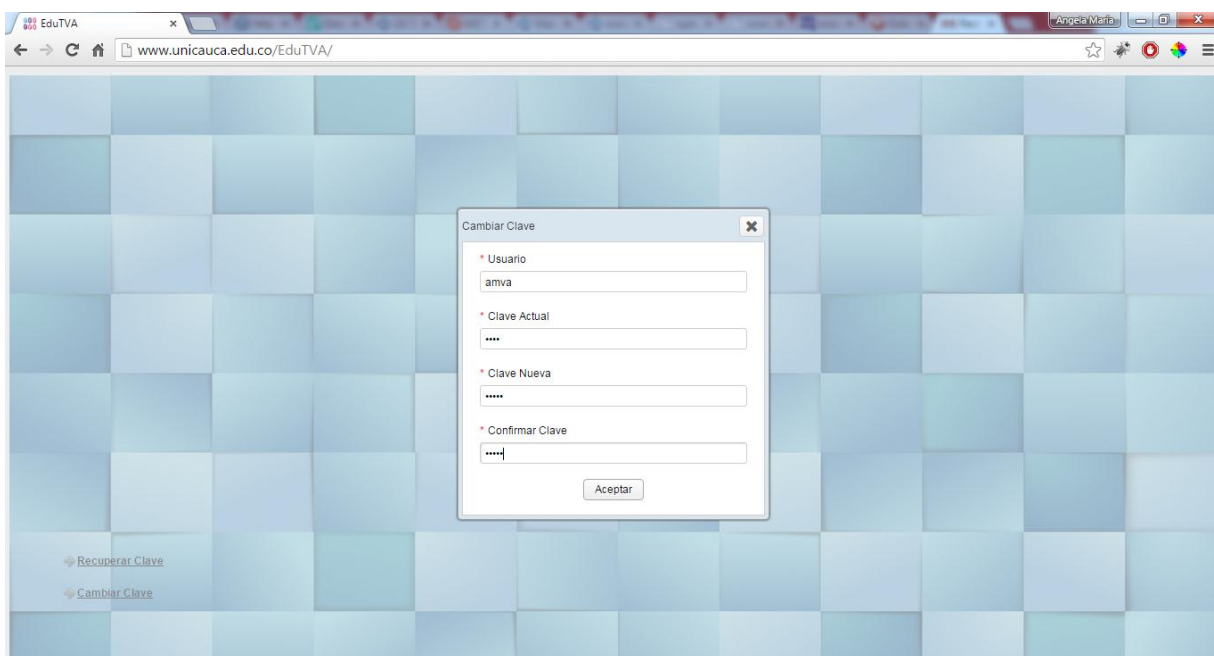 EduTVA
Angela Maria
www.unicauca.edu.co/EduTVA/
Cambiar Clave
* Usuario
amva
* Clave Actual
••••
* Clave Nueva
•••••
* Confirmar Clave
•••••
Aceptar
Recuperar Clave
Cambiar Clave